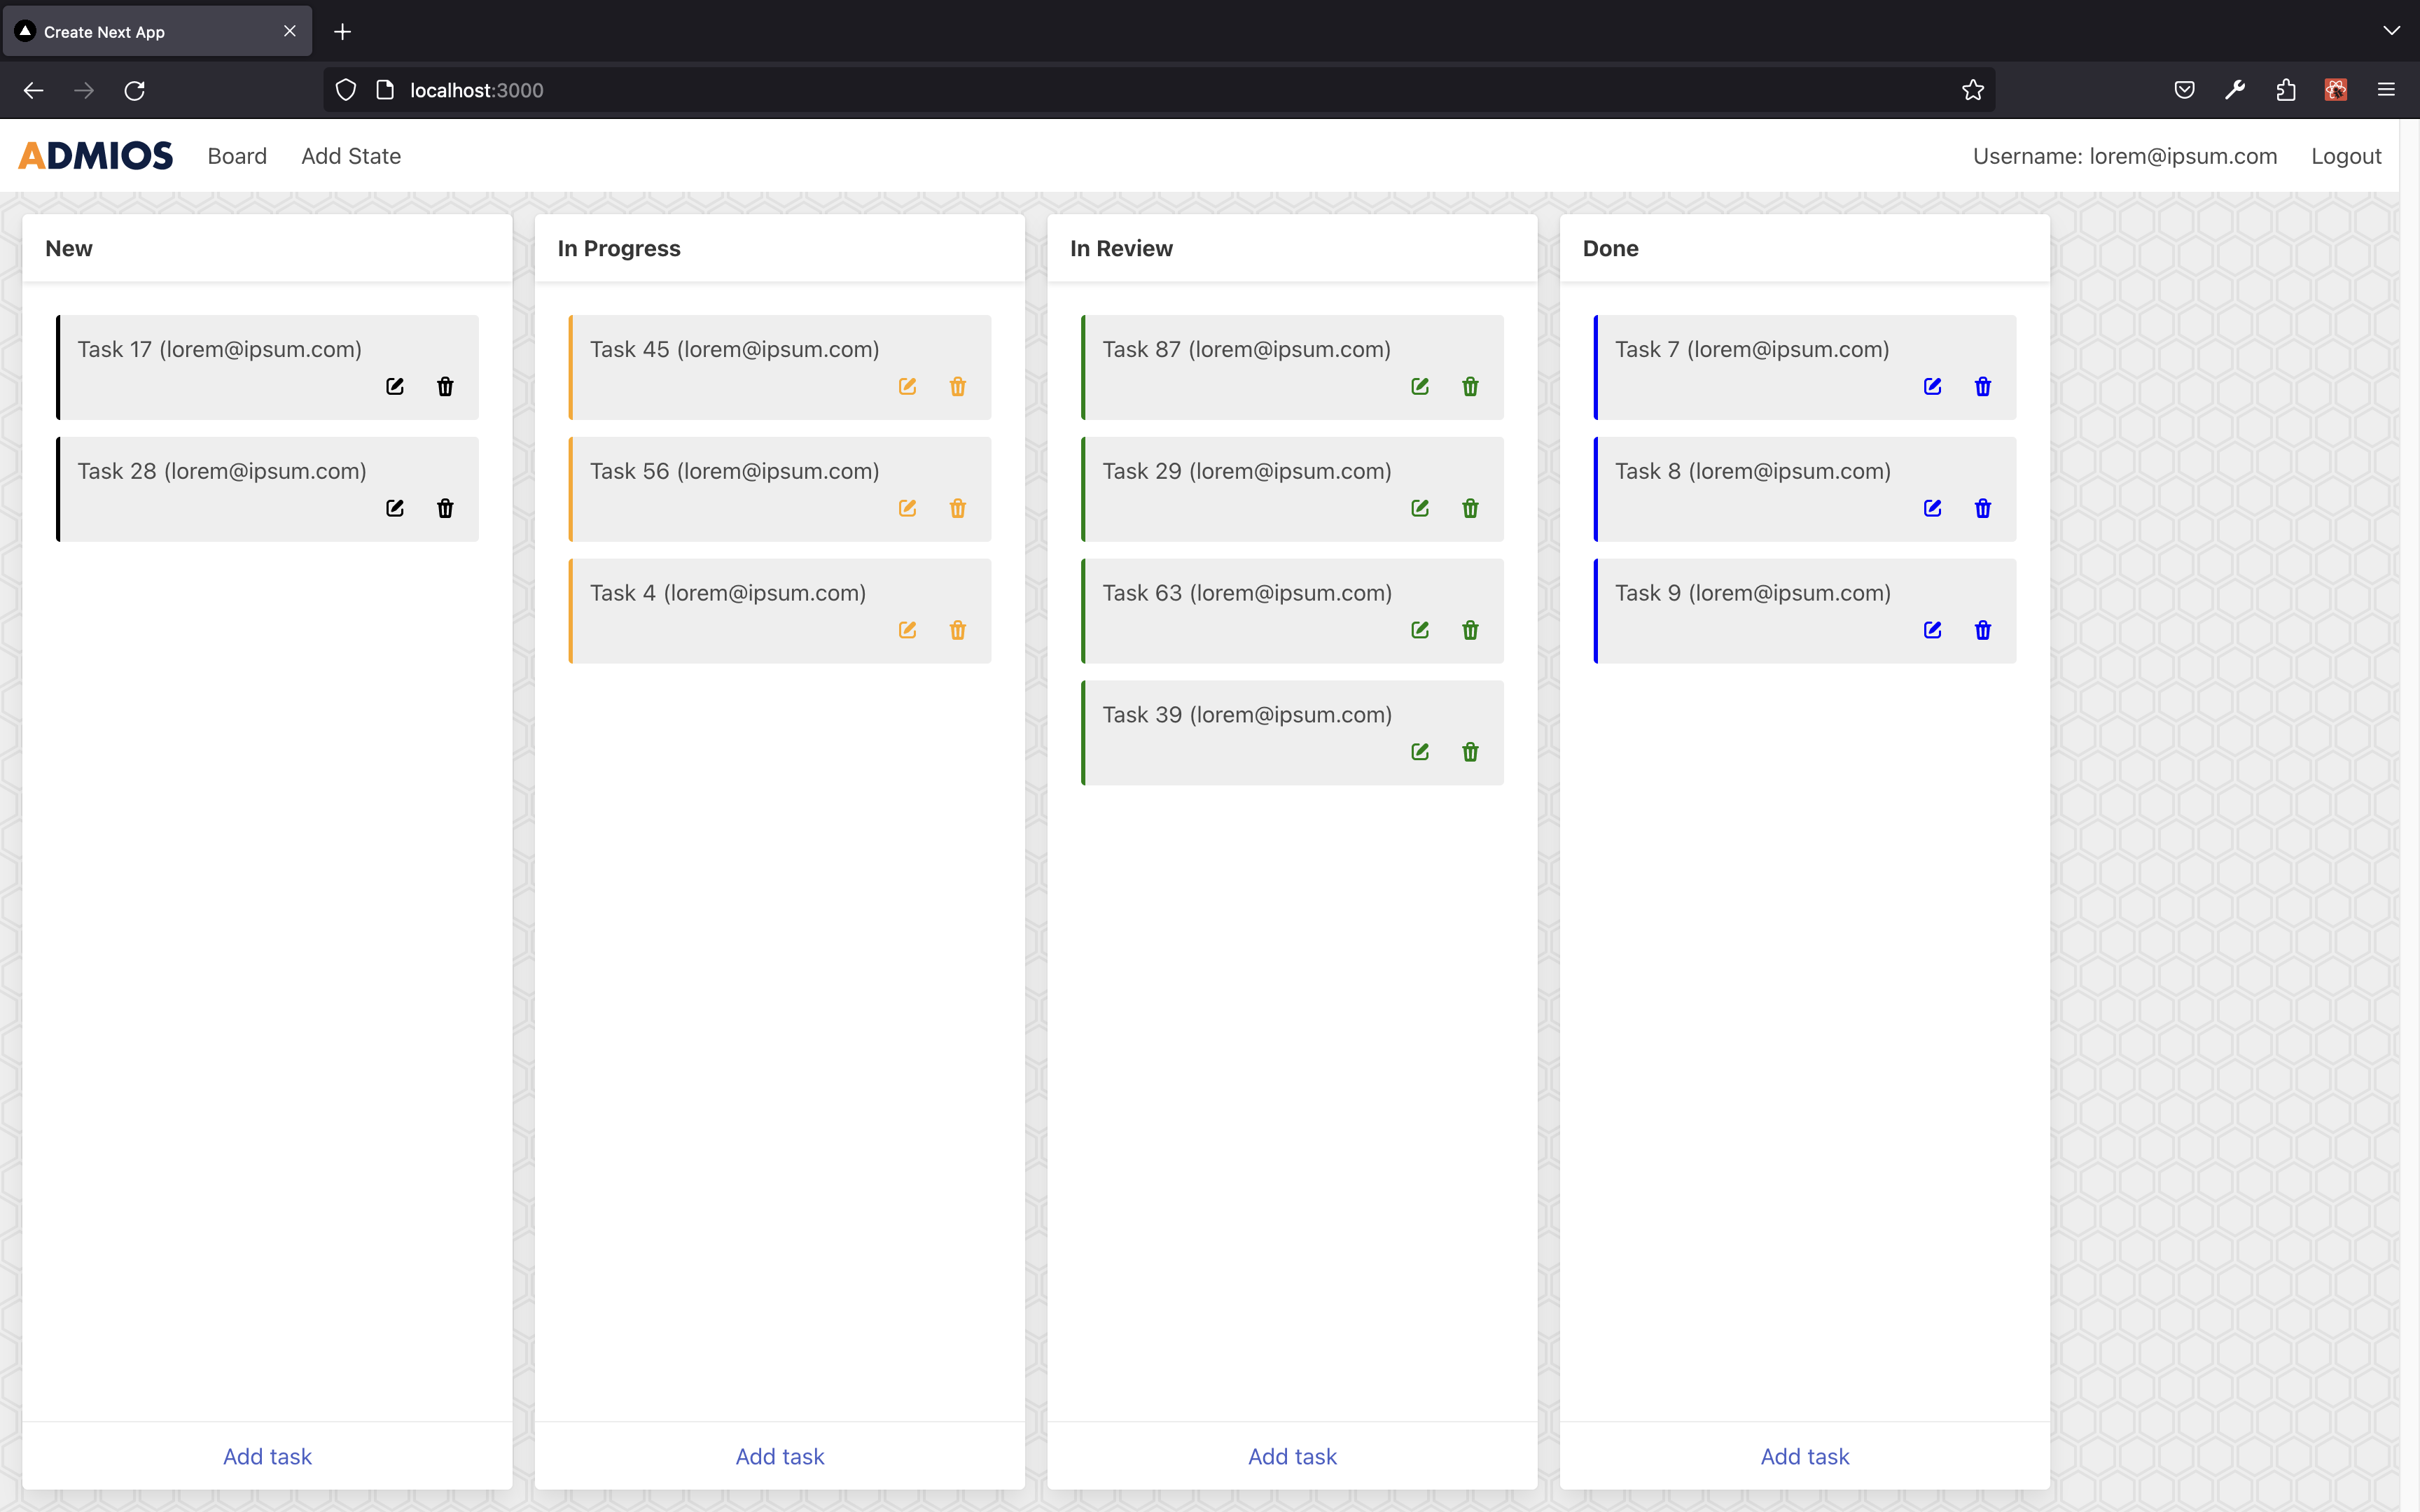 Create Next App
localhost:3000
ADMIOS
Board
Add State
Username: lorem@ipsum.com
Logout
New
Task 17 (lorem@ipsum.com)
Task 28 (lorem@ipsum.com)
Add task
In Progress
Task 45 (lorem@ipsum.com)
Task 56 (lorem@ipsum.com)
Task 4 (lorem@ipsum.com)
Add task
In Review
Task 87 (lorem@ipsum.com)
Task 29 (lorem@ipsum.com)
Task 63 (lorem@ipsum.com)
Task 39 (lorem@ipsum.com)
Add task
Done
Task 7 (lorem@ipsum.com)
Task 8 (lorem@ipsum.com)
Task 9 (lorem@ipsum.com)
Add task